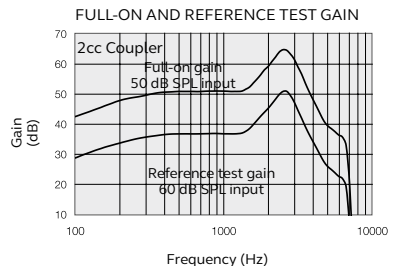 FULL-ON AND REFERENCE TEST GAIN
70
2cc Coupler
Full-on gain
60
50 dB SPL input
50
Gain
(dB)
40
30
Reference test gain
20
60 dB SPL input
10
100
1000
10000
Frequency (Hz)